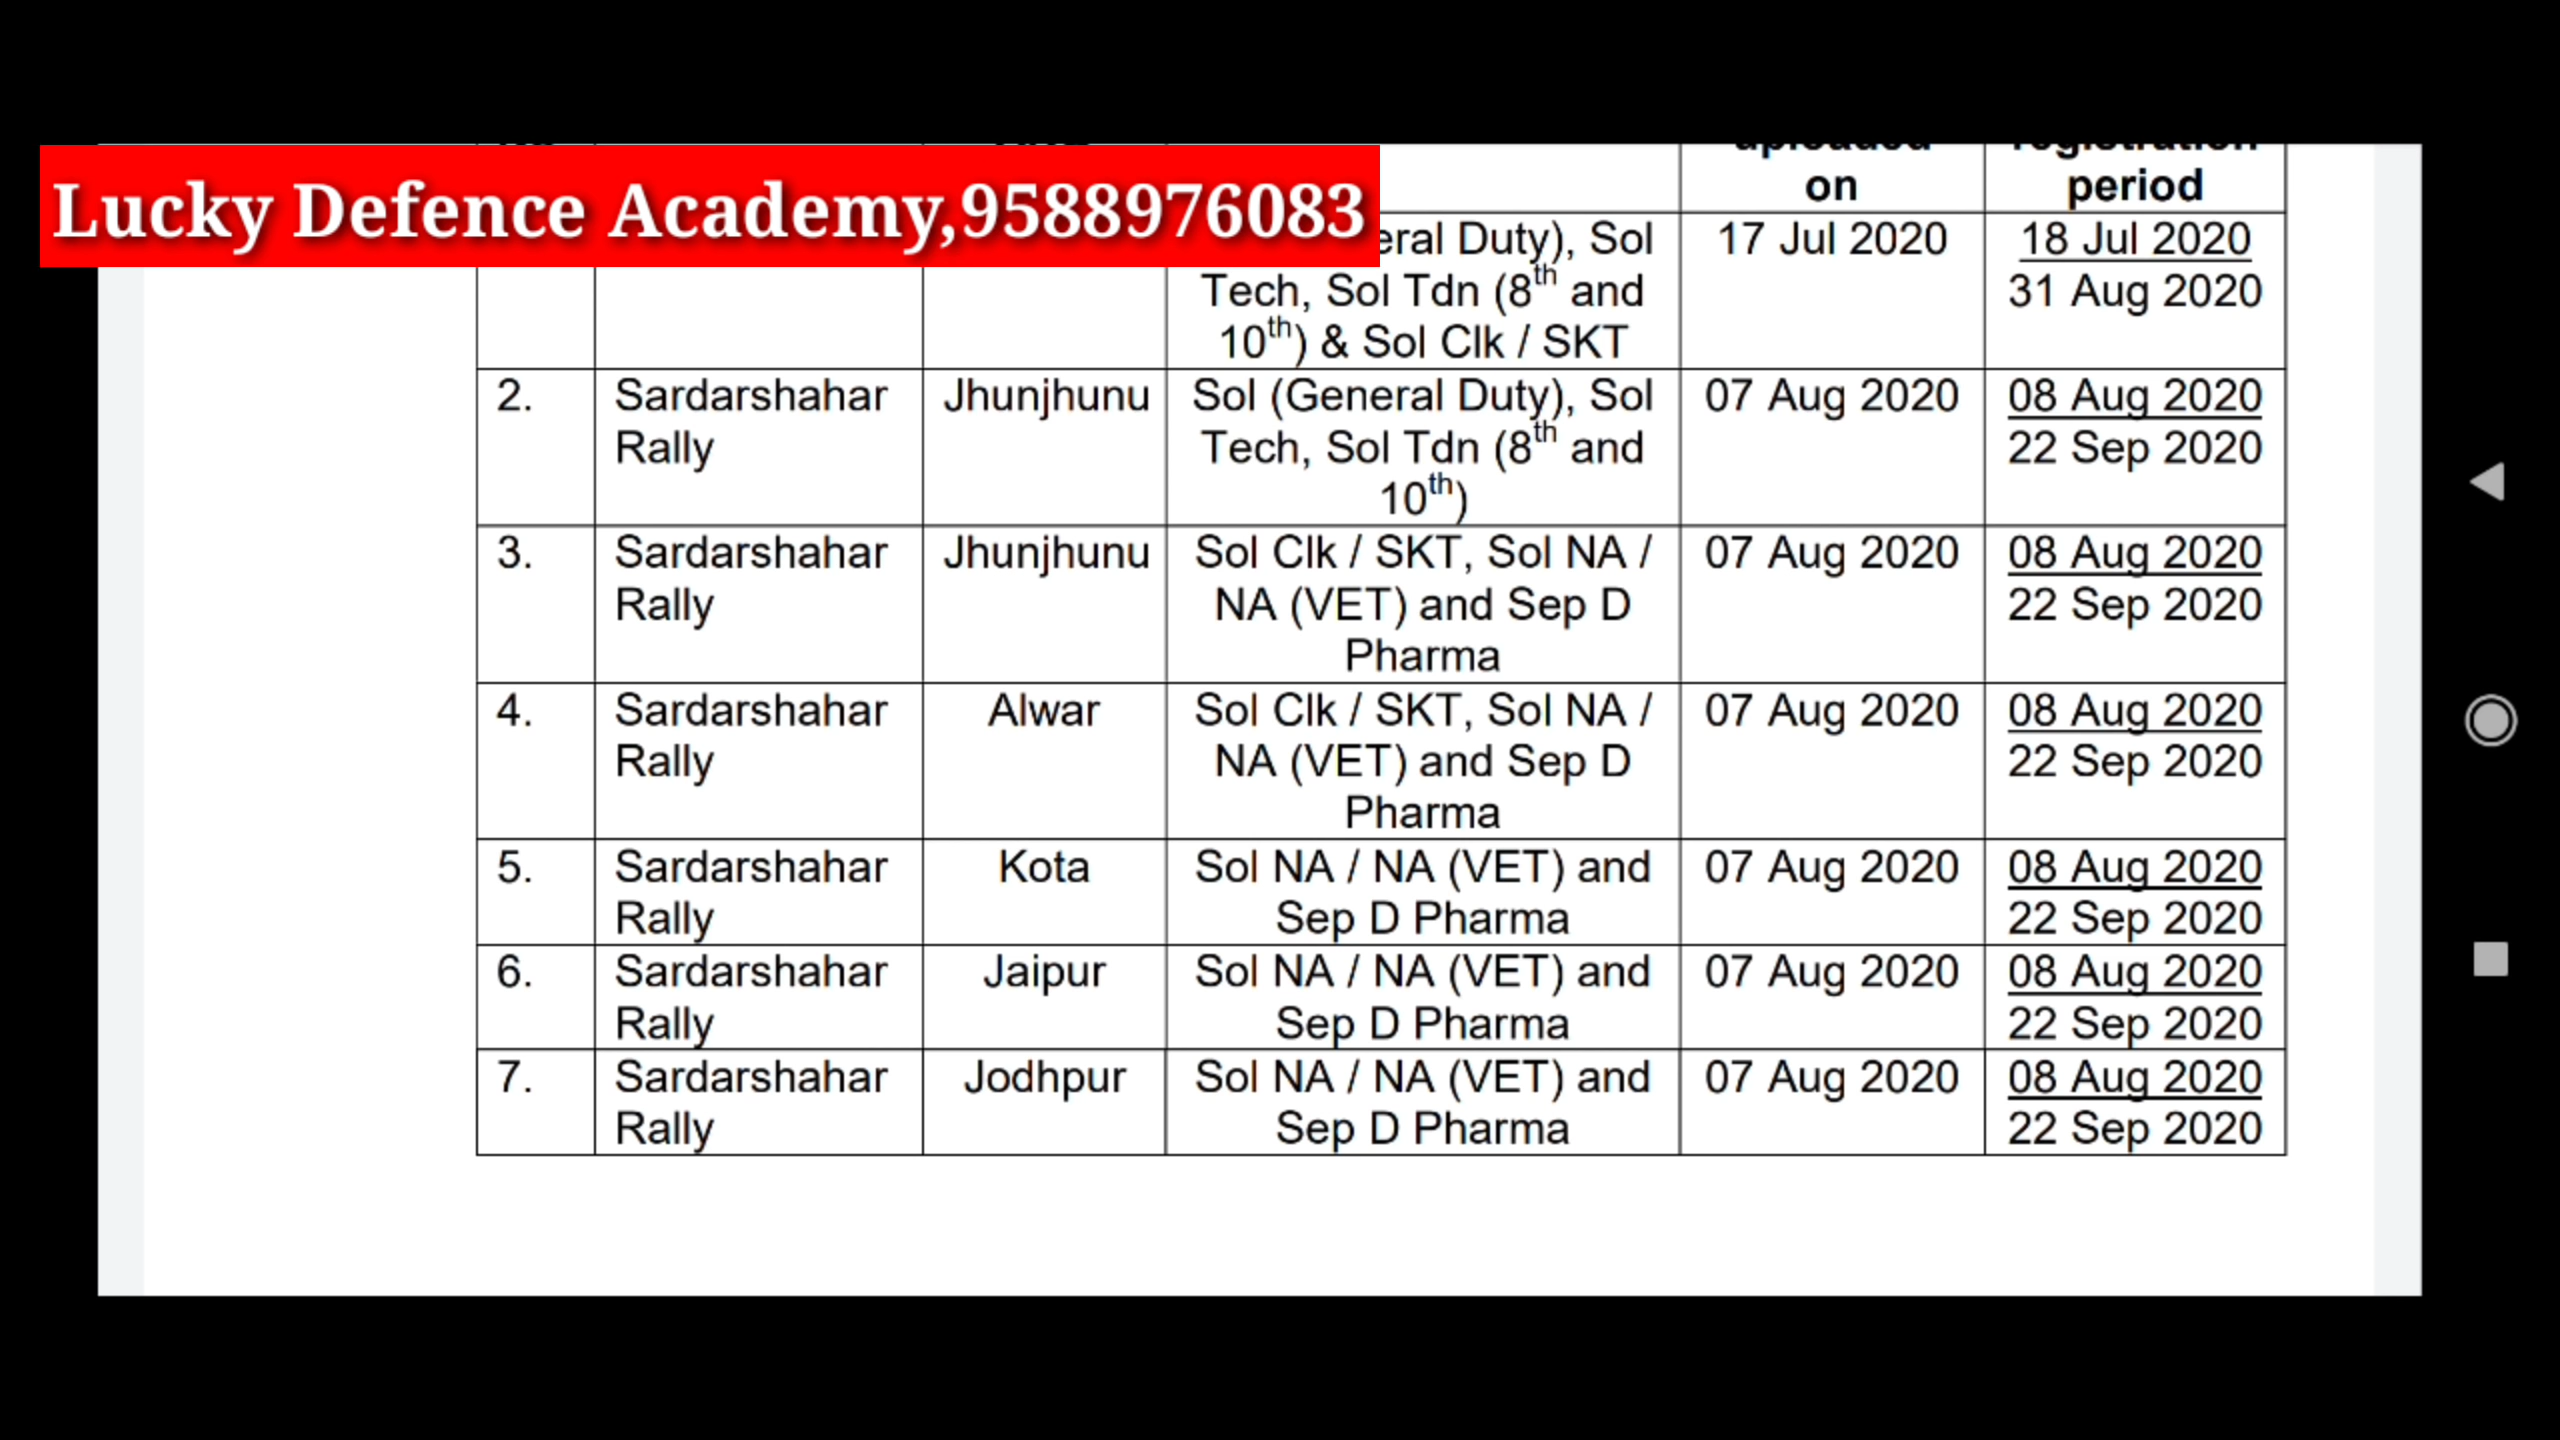 uploaded
registration
on
period
Lucky Defence Academy,9588976083
eral Duty), Sol
17 Jul 2020
18 Jul 2020
Tech, Sol Tdn (8th and
31 Aug 2020
10th) & Sol Clk / SKT
2.
Sardarshahar
Jhunjhunu
Sol (General Duty), Sol
07 Aug 2020
08 Aug 2020
Rally
Tech, Sol Tdn (8th and
22 Sep 2020
10th)
3.
Sardarshahar
Jhunjhunu
Sol Clk / SKT, Sol NA /
07 Aug 2020
08 Aug 2020
Rally
NA (VET) and Sep D
22 Sep 2020
Pharma
4.
Sardarshahar
Alwar
Sol Clk / SKT, Sol NA /
07 Aug 2020
08 Aug 2020
Rally
NA (VET) and Sep D
22 Sep 2020
Pharma
5.
Sardarshahar
Kota
Sol NA / NA (VET) and
07 Aug 2020
08 Aug 2020
Rally
Sep D Pharma
22 Sep 2020
6.
Sardarshahar
Jaipur
Sol NA / NA (VET) and
07 Aug 2020
08 Aug 2020
Rally
Sep D Pharma
22 Sep 2020
7.
Sardarshahar
Jodhpur
Sol NA / NA (VET) and
07 Aug 2020
08 Aug 2020
Rally
Sep D Pharma
22 Sep 2020